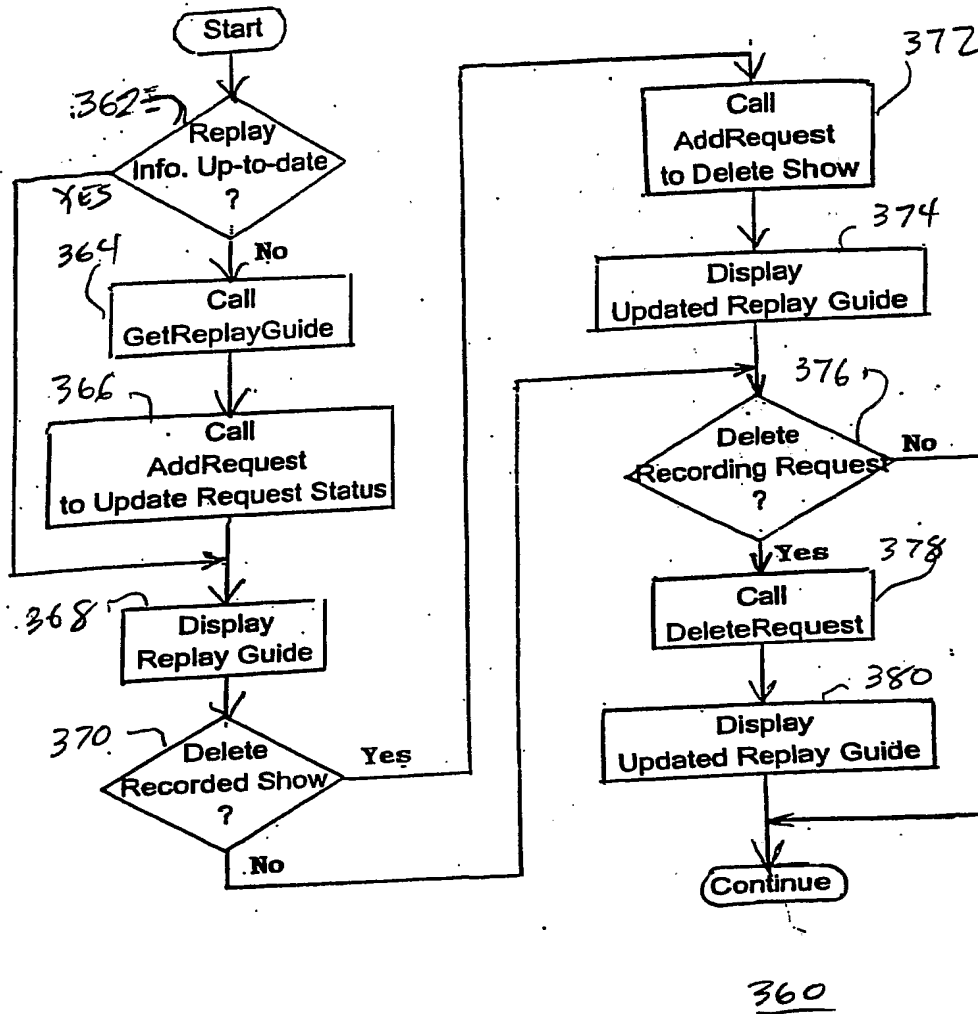 Start
362
Replay
Info. Up-to-date
?
YES
No
364
Call
GetReplayGuide
366
Call
AddRequest
to Update Request Status
368
Display
Replay Guide
370
Delete
Recorded Show
?
Yes
No
372
Call
AddRequest
to Delete Show
374
Display
Updated Replay Guide
376
Delete
Recording Request
?
No
Yes
378
Call
DeleteRequest
380
Display
Updated Replay Guide
Continue
360